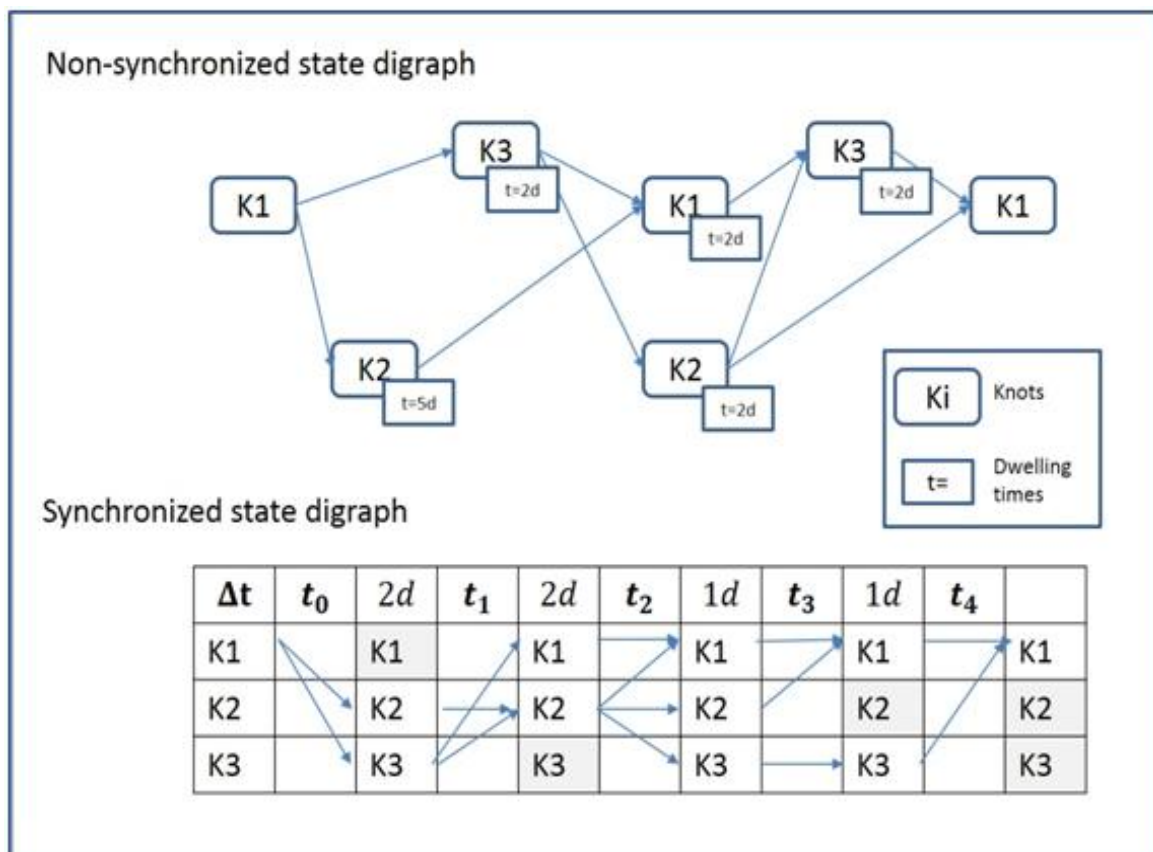 Non-synchronized state digraph
K3
t=2d
K3
t=2d
K1
K1
t=2d
K1
K2
t=5d
K2
t=2d
Ki Knots
t= Dwelling
times
Synchronized state digraph
Δt t₀ 2d t₁ 2d t₂ 1d t₃ 1d t₄
K1 K1 K1 K1 K1 K1
K2 K2 K2 K2 K2 K2
K3 K3 K3 K3 K3 K3